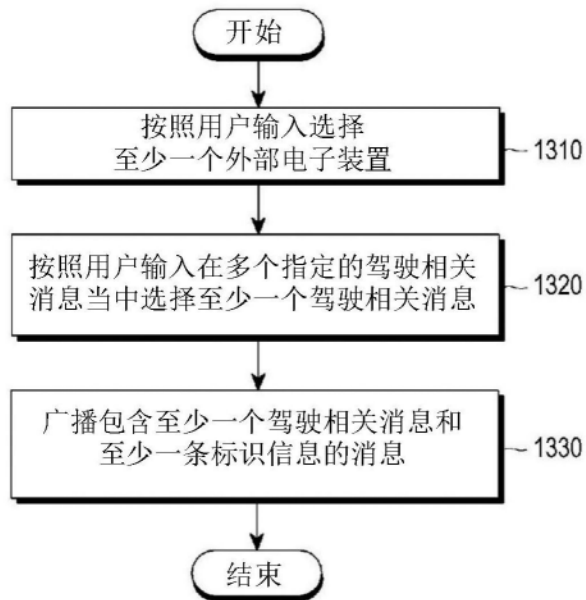 开始
按照用户输入选择
至少一个外部电子装置
1310
按照用户输入在多个指定的驾驶相关
消息当中选择至少一个驾驶相关消息
1320
广播包含至少一个驾驶相关消息和
至少一条标识信息的消息
1330
结束